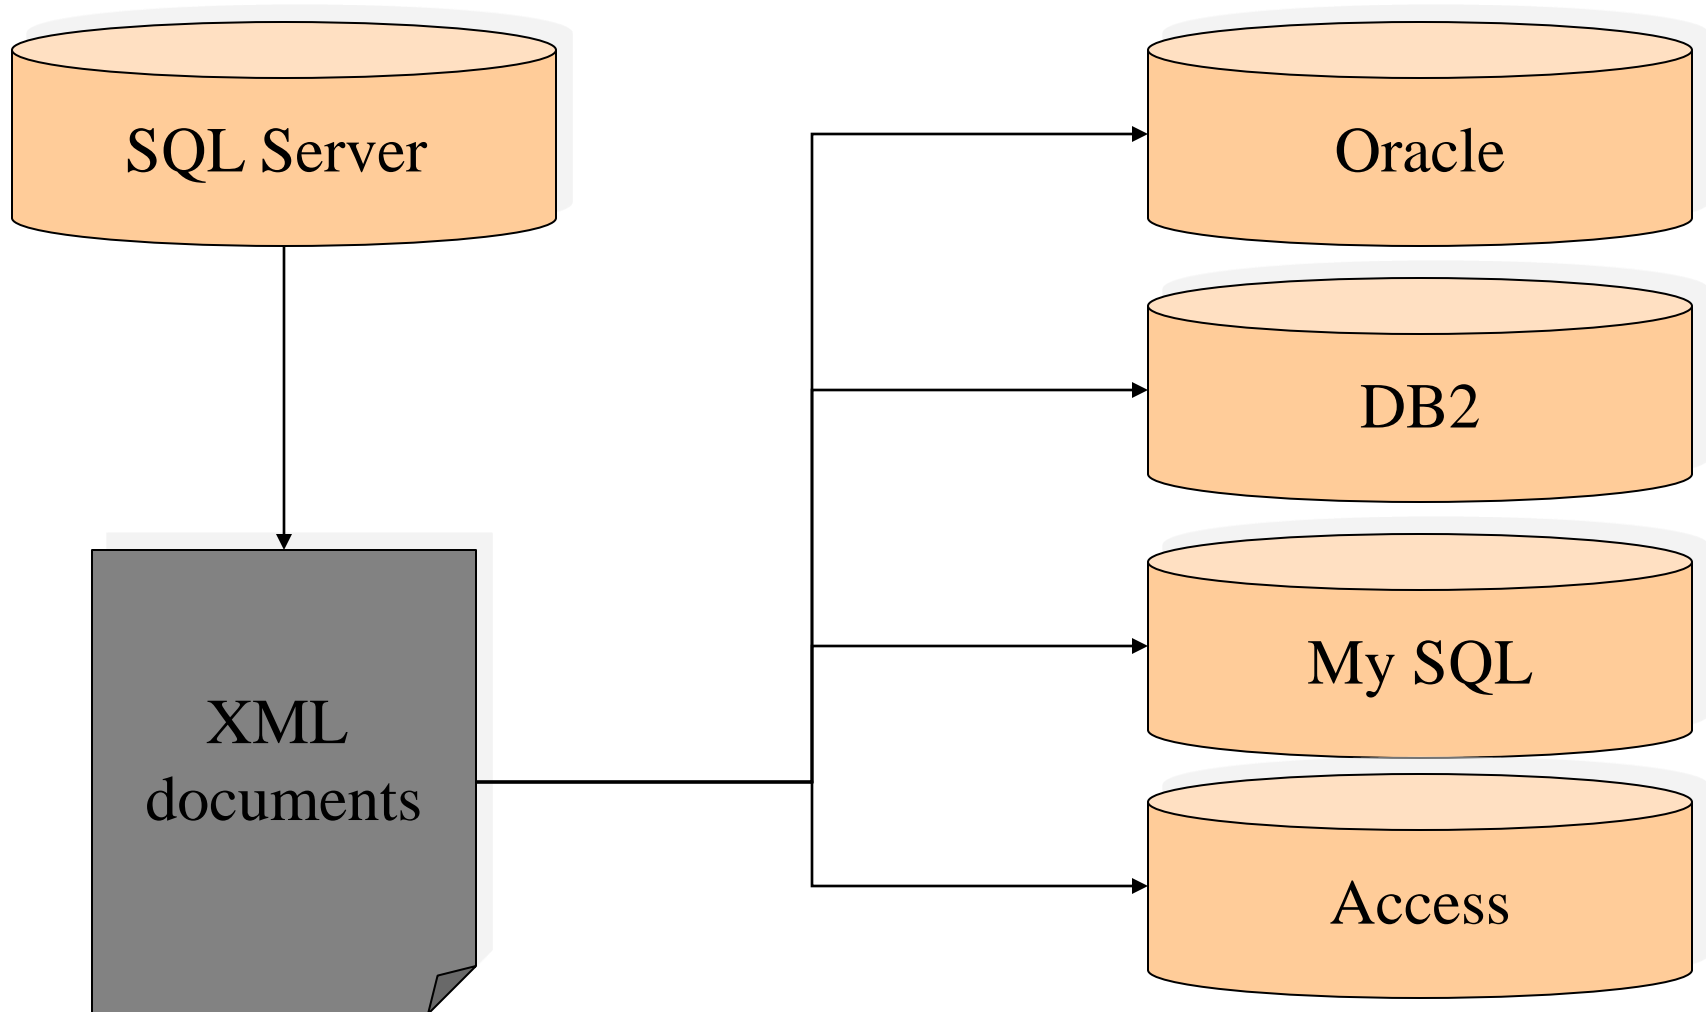 SQL Server
Oracle
DB2
My SQL
XML
documents
Access